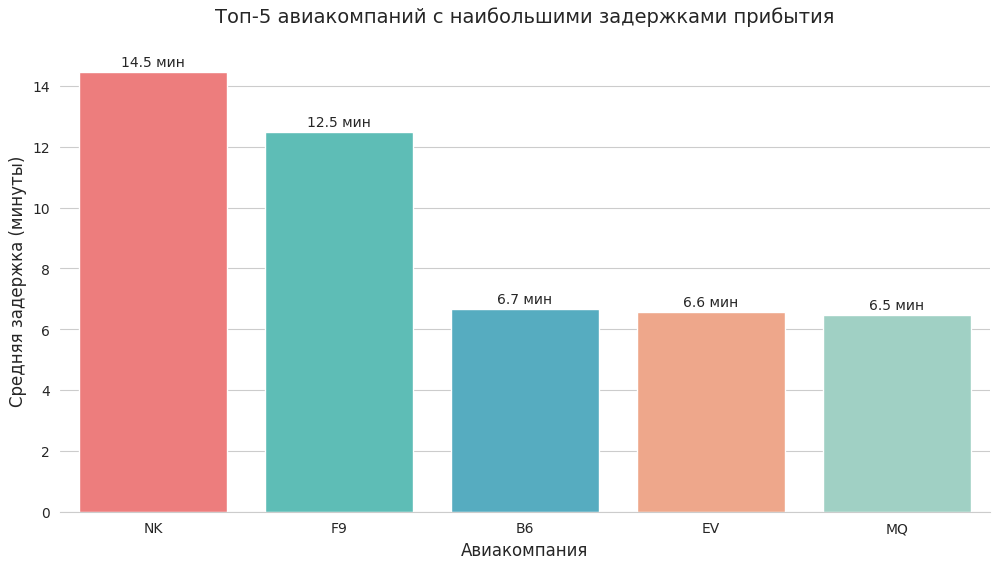 Топ-5 авиакомпаний с наибольшими задержками прибытия
Средняя задержка (минуты)
14
12
10
8
6
4
2
0
14.5 мин
12.5 мин
6.7 мин
6.6 мин
6.5 мин
NK
F9
B6
EV
MQ
Авиакомпания